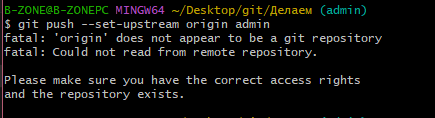 B-ZONE@B-ZONEPC MINGW64 ~/Desktop/git/Делаем (admin)
$ git push --set-upstream origin admin
fatal: 'origin' does not appear to be a git repository
fatal: Could not read from remote repository.
Please make sure you have the correct access rights
and the repository exists.